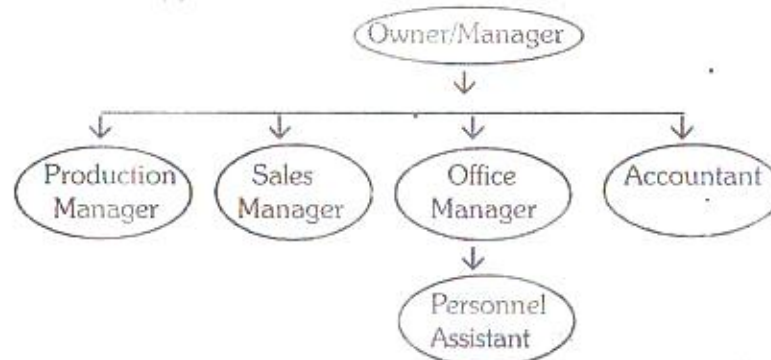 Owner/Manager
Production
Manager
Sales
Manager
Office
Manager
Accountant
Personnel
Assistant